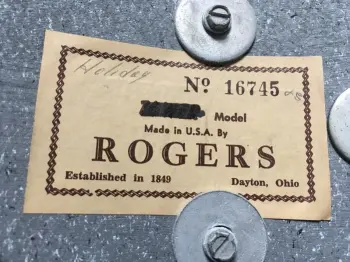 Holiday
No. 16745
Model
Made in U.S.A. By
ROGERS
Established in 1849 Dayton, Ohio